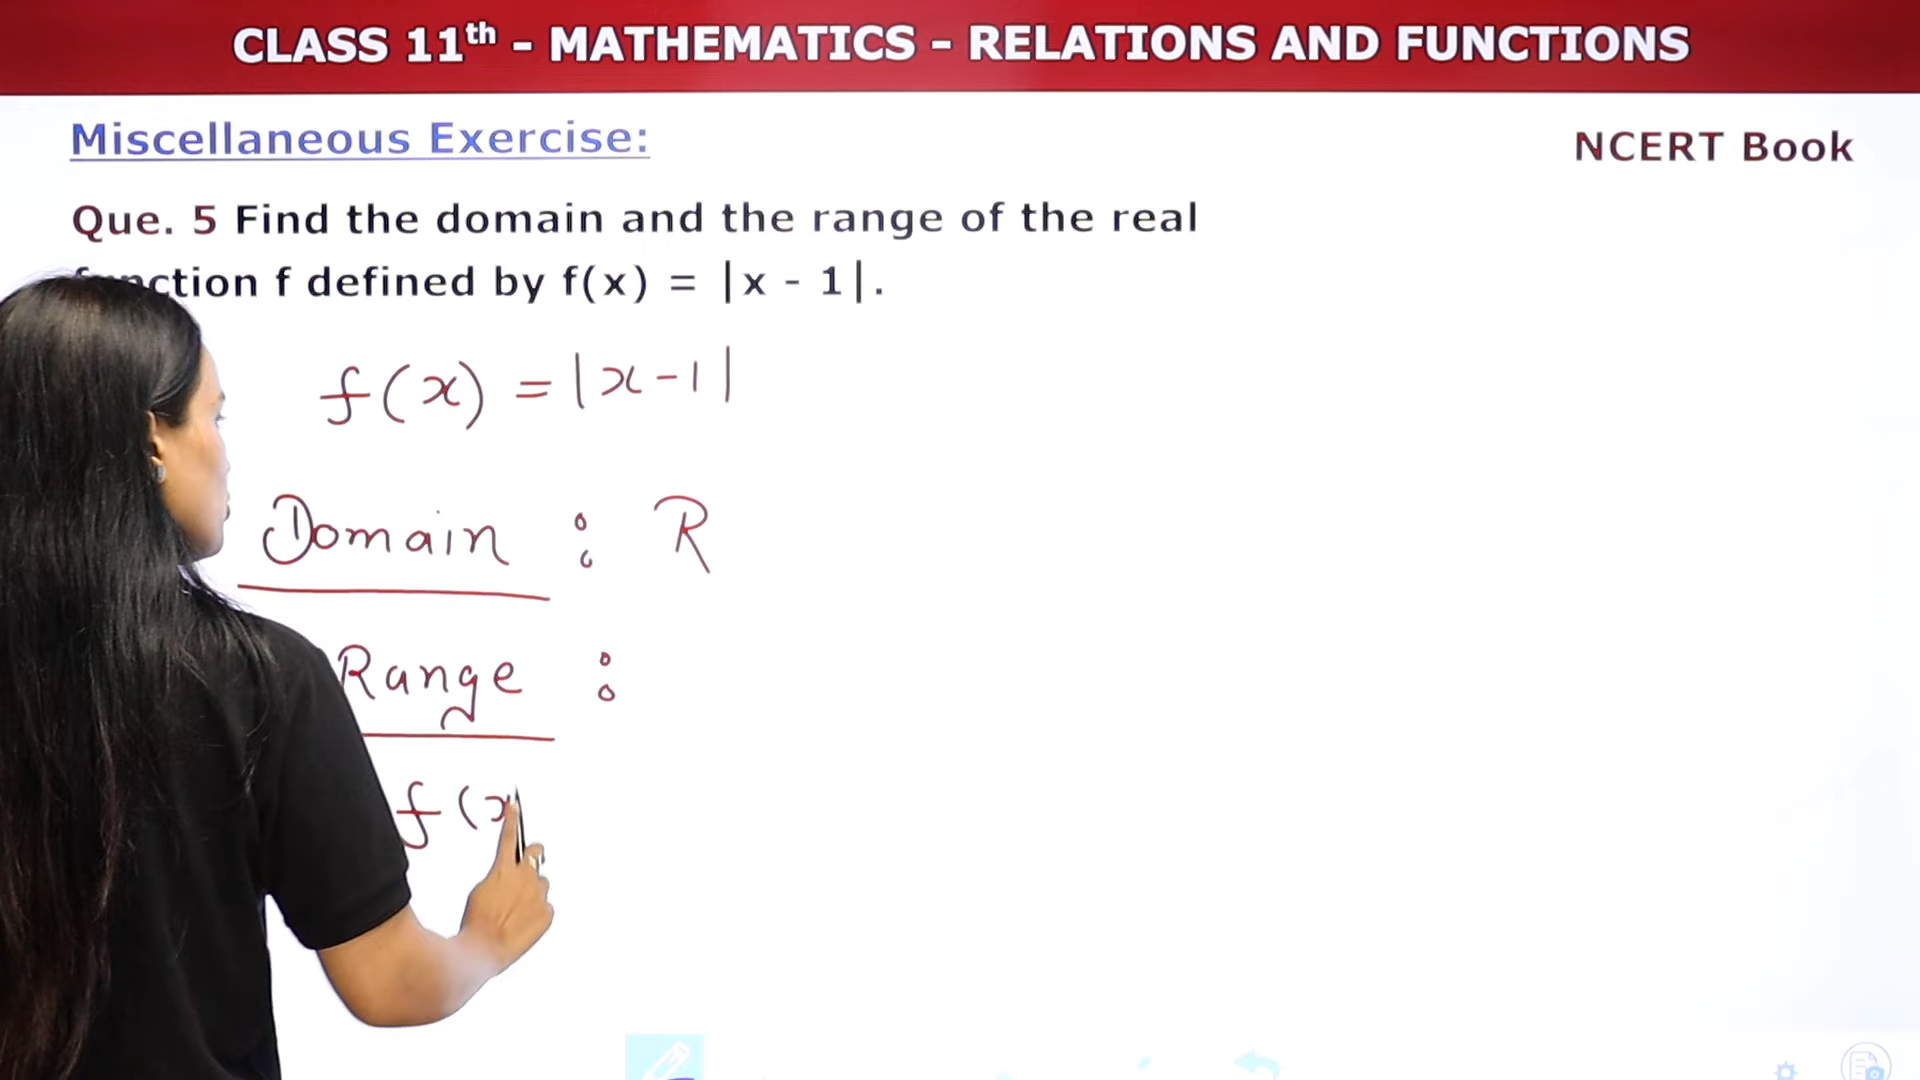 CLASS 11th - MATHEMATICS - RELATIONS AND FUNCTIONS
Miscellaneous Exercise:
NCERT Book
Que. 5 Find the domain and the range of the real
function f defined by f(x) = |x - 1|.
f(x) = |x-1|
Domain : R
Range :
f(x